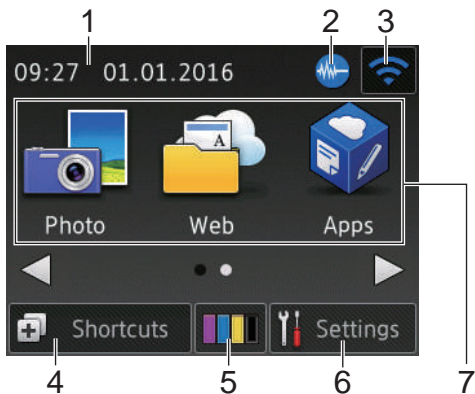 1 2 3
09:27 01.01.2016
A
Photo Web Apps
Shortcuts Settings
4 5 6 7